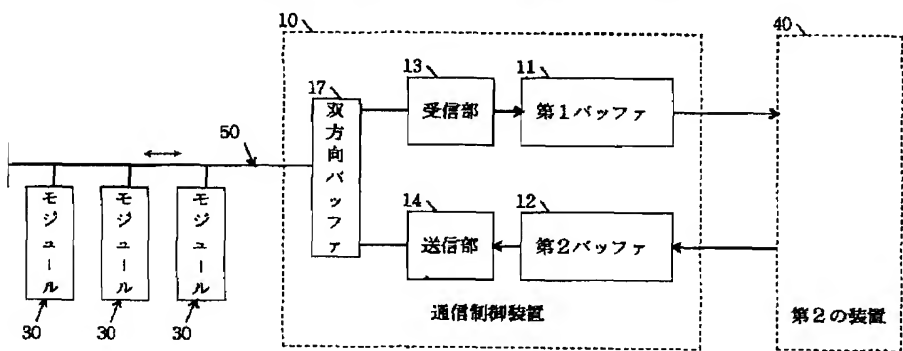 10
40
13
11
17
双方向バッファ
受信部
第1バッファ
50
14
12
送信部
第2バッファ
モジュール
モジュール
モジュール
30
30
30
通信制御装置
第2の装置